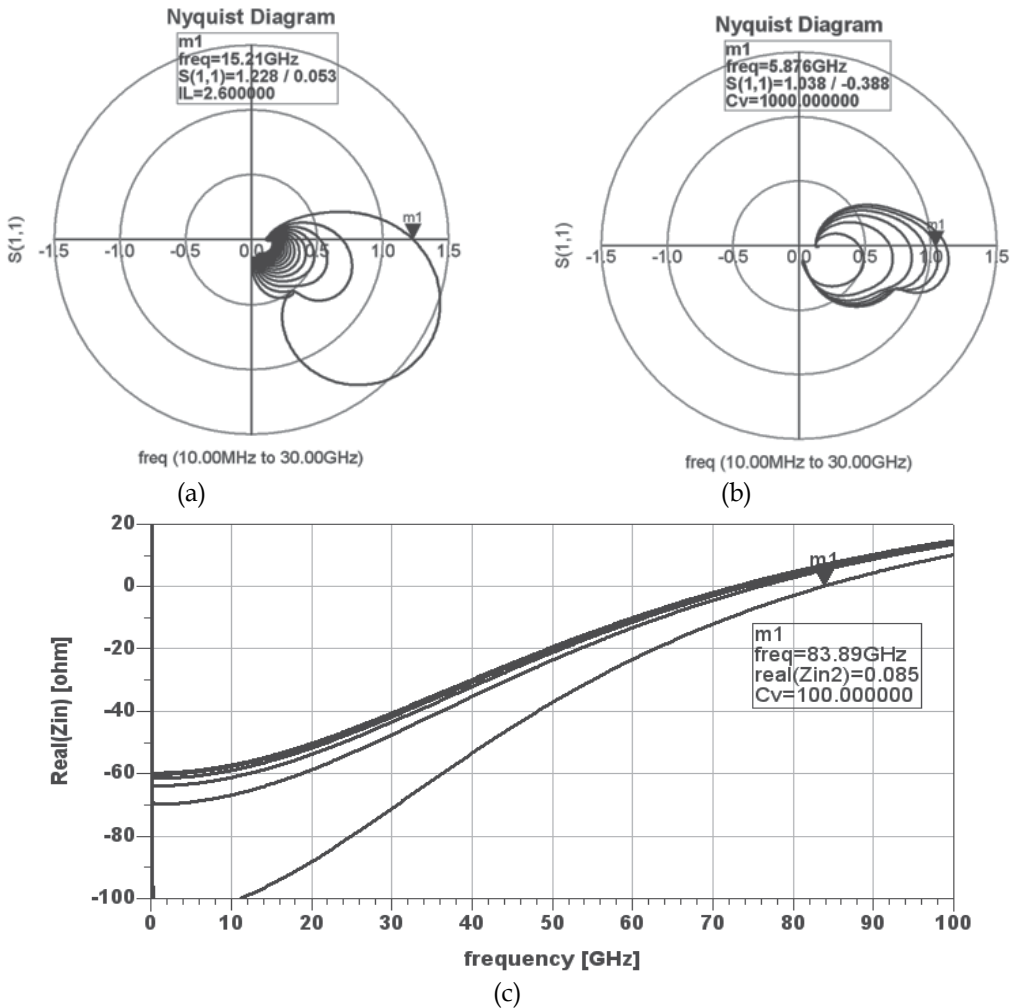 Nyquist Diagram
m1
freq=15.21GHz
S(1,1)=1.228 / 0.053
IL=2.600000
m1
S(1,1)
-1.5 -1.0 -0.5 0.0 0.5 1.0 1.5
freq (10.00MHz to 30.00GHz)
(a)
Nyquist Diagram
m1
freq=5.876GHz
S(1,1)=1.038 / -0.388
Cv=1000.000000
m1
S(1,1)
-1.5 -1.0 -0.5 0.0 0.5 1.0 1.5
freq (10.00MHz to 30.00GHz)
(b)
20
0
-20
-40
-60
-80
-100
Real(Zin) [ohm]
m1
m1
freq=83.89GHz
real(Zin2)=0.085
Cv=100.000000
0 10 20 30 40 50 60 70 80 90 100
frequency [GHz]
(c)